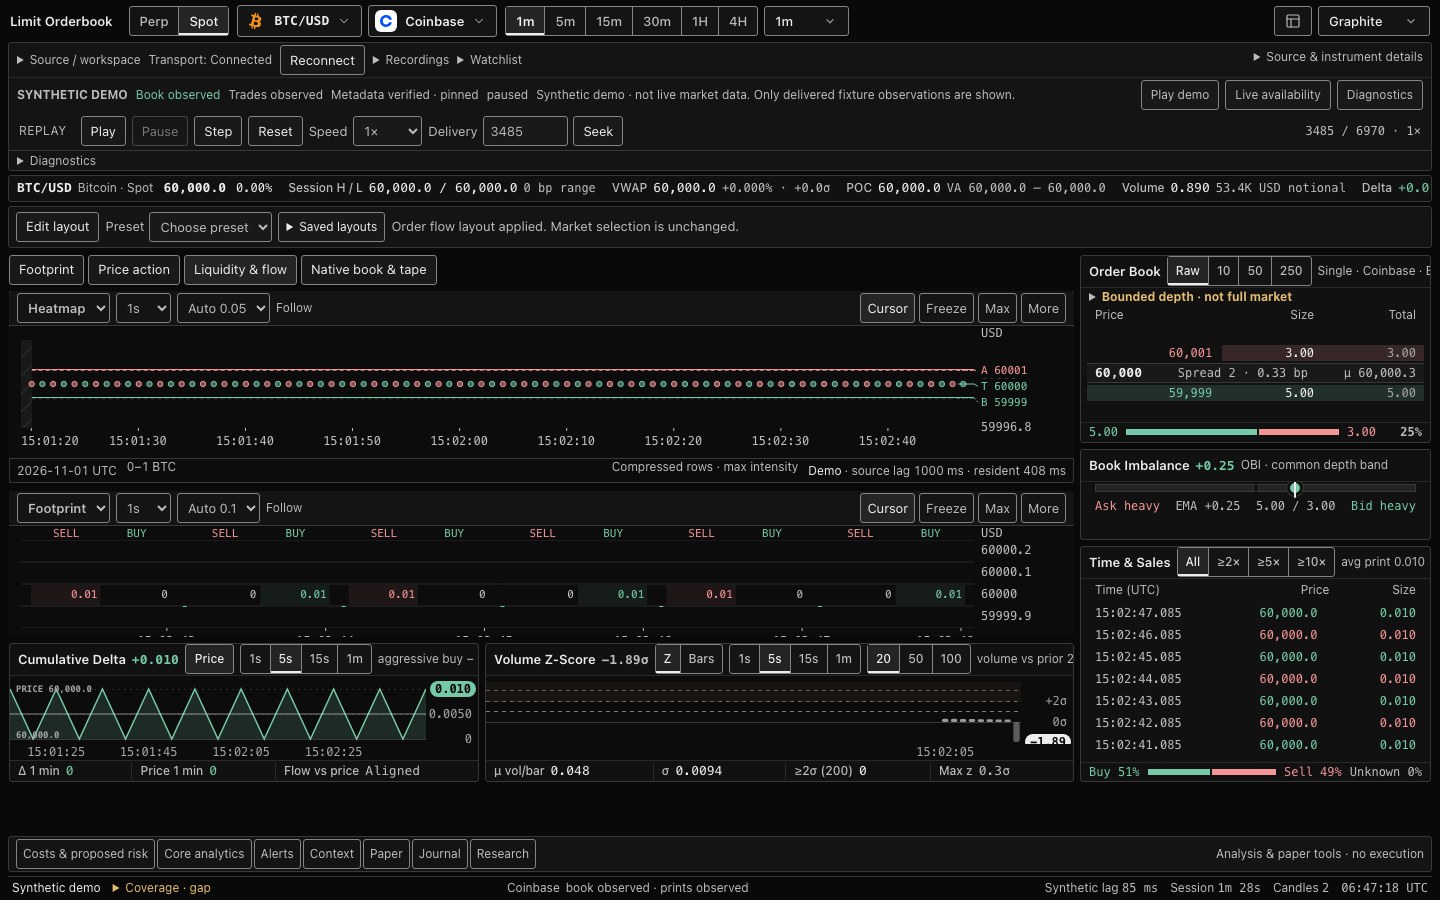 Limit Orderbook Perp Spot BTC/USD Coinbase 1m 5m 15m 30m 1H 4H 1m Graphite
Source / workspace Transport: Connected Reconnect Recordings Watchlist Source & instrument details
SYNTHETIC DEMO Book observed Trades observed Metadata verified · pinned paused Synthetic demo · not live market data. Only delivered fixture observations are shown. Play demo Live availability Diagnostics
REPLAY Play Pause Step Reset Speed 1× Delivery 3485 Seek 3485 / 6970 · 1×
Diagnostics
BTC/USD Bitcoin · Spot 60,000.0 0.00% Session H / L 60,000.0 / 60,000.0 0 bp range VWAP 60,000.0 +0.000% · +0.0σ POC 60,000.0 VA 60,000.0 – 60,000.0 Volume 0.890 53.4K USD notional Delta +0.0
Edit layout Preset Choose preset Saved layouts Order flow layout applied. Market selection is unchanged.
Footprint Price action Liquidity & flow Native book & tape
Heatmap 1s Auto 0.05 Follow Cursor Freeze Max More
USD
A 60001
T 60000
B 59999
59996.8
15:01:20 15:01:30 15:01:40 15:01:50 15:02:00 15:02:10 15:02:20 15:02:30 15:02:40
2026-11-01 UTC 0–1 BTC Compressed rows · max intensity Demo · source lag 1000 ms · resident 408 ms
Footprint 1s Auto 0.1 Follow Cursor Freeze Max More
SELL BUY SELL BUY SELL BUY SELL BUY SELL BUY SELL BUY USD
60000.2
60000.1
0.01 0 0 0.01 0.01 0 0 0.01 0.01 0 0 0.01 60000
59999.9
Cumulative Delta +0.010 Price 1s 5s 15s 1m aggressive buy –
PRICE 60,000.0 0.010
0.0050
60,000.0 0
15:01:25 15:01:45 15:02:05 15:02:25
Δ 1 min 0 Price 1 min 0 Flow vs price Aligned
Volume Z-Score −1.89σ Z Bars 1s 5s 15s 1m 20 50 100 volume vs prior 2
+2σ
0σ
−1.89
15:02:05
μ vol/bar 0.048 σ 0.0094 ≥2σ (200) 0 Max z 0.3σ
Order Book Raw 10 50 250 Single · Coinbase · B
Bounded depth · not full market
Price Size Total
60,001 3.00 3.00
60,000 Spread 2 · 0.33 bp μ 60,000.3
59,999 5.00 5.00
5.00 3.00 25%
Book Imbalance +0.25 OBI · common depth band
Ask heavy EMA +0.25 5.00 / 3.00 Bid heavy
Time & Sales All ≥2× ≥5× ≥10× avg print 0.010
Time (UTC) Price Size
15:02:47.085 60,000.0 0.010
15:02:46.085 60,000.0 0.010
15:02:45.085 60,000.0 0.010
15:02:44.085 60,000.0 0.010
15:02:43.085 60,000.0 0.010
15:02:42.085 60,000.0 0.010
15:02:41.085 60,000.0 0.010
Buy 51% Sell 49% Unknown 0%
Costs & proposed risk Core analytics Alerts Context Paper Journal Research Analysis & paper tools · no execution
Synthetic demo Coverage · gap Coinbase book observed · prints observed Synthetic lag 85 ms Session 1m 28s Candles 2 06:47:18 UTC